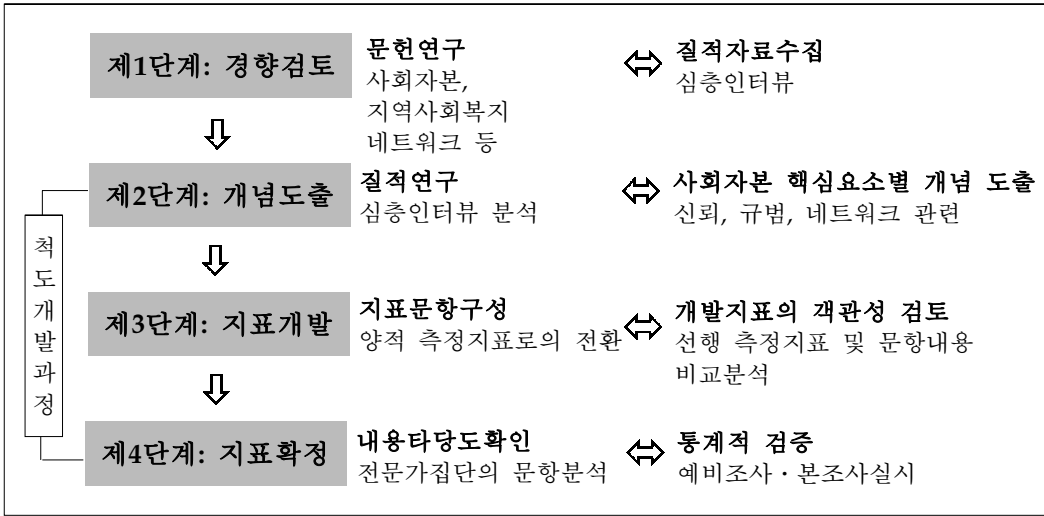 제1단계: 경향검토
문헌연구
사회자본,
지역사회복지
네트워크 등
질적자료수집
심층인터뷰
제2단계: 개념도출
질적연구
심층인터뷰 분석
사회자본 핵심요소별 개념 도출
신뢰, 규범, 네트워크 관련
척도개발과정
제3단계: 지표개발
지표문항구성
양적 측정지표로의 전환
개발지표의 객관성 검토
선행 측정지표 및 문항내용
비교분석
제4단계: 지표확정
내용타당도확인
전문가집단의 문항분석
통계적 검증
예비조사・본조사실시